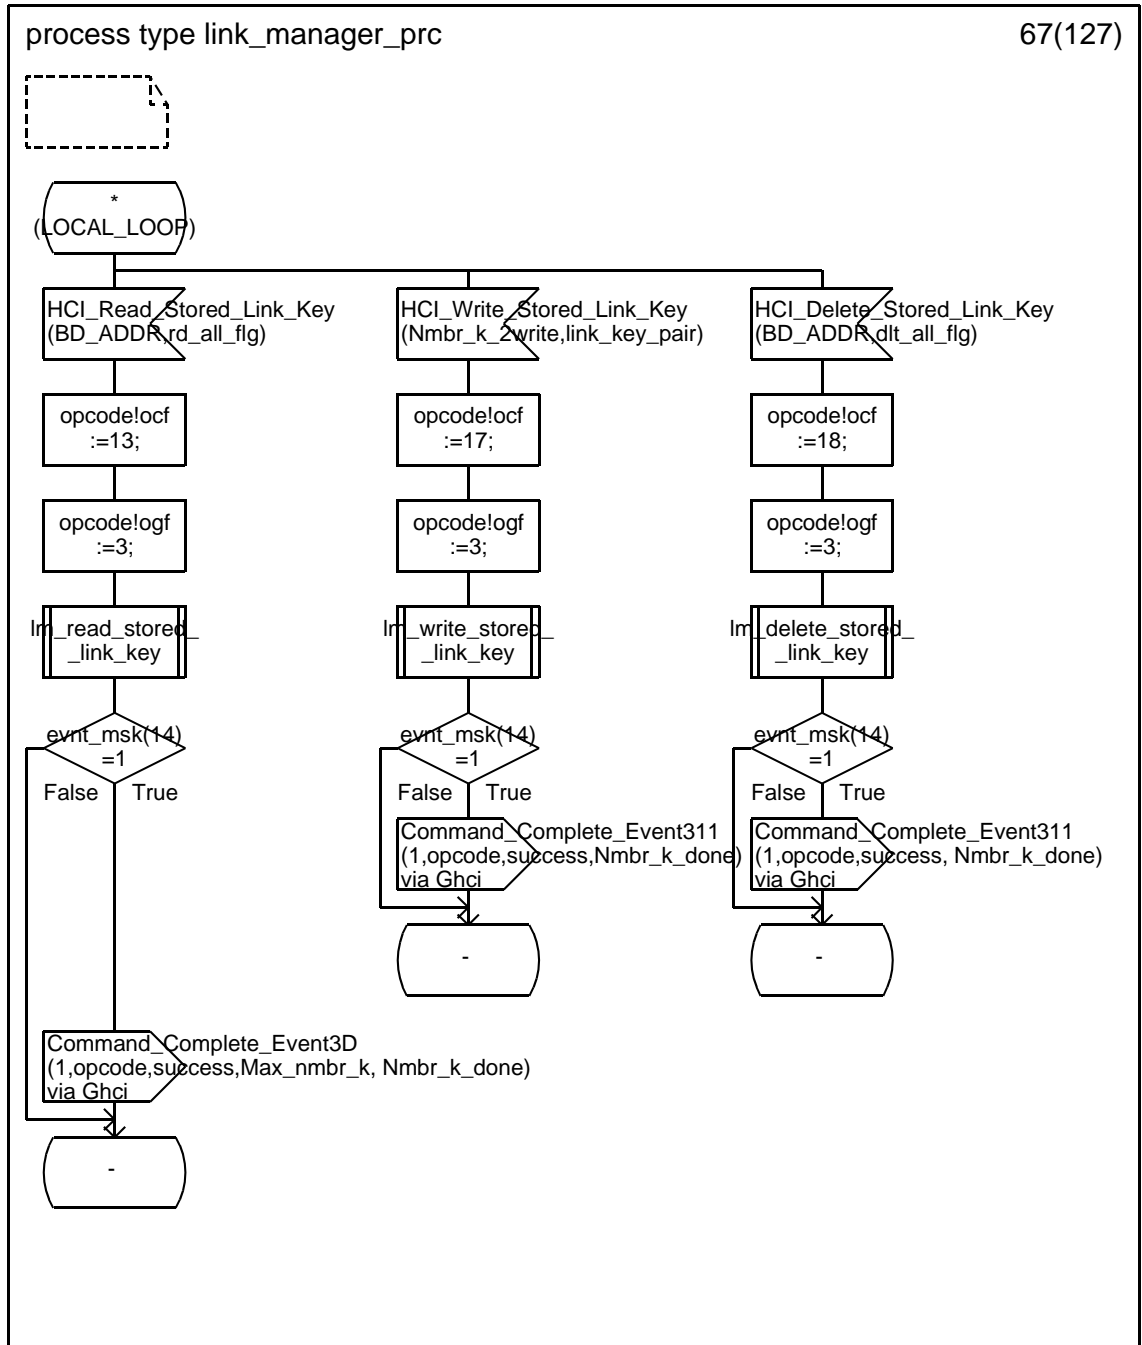 process type link_manager_prc
67(127)
*
(LOCAL_LOOP)
HCI_Read_Stored_Link_Key
(BD_ADDR,rd_all_flg)
opcode!ocf
:=13;
opcode!ogf
:=3;
lm_read_stored_
_link_key
evnt_msk(14)
=1
False
True
Command_Complete_Event3D
(1,opcode,success,Max_nmbr_k, Nmbr_k_done)
via Ghci
-
HCI_Write_Stored_Link_Key
(Nmbr_k_2write,link_key_pair)
opcode!ocf
:=17;
opcode!ogf
:=3;
lm_write_stored_
_link_key
evnt_msk(14)
=1
False
True
Command_Complete_Event311
(1,opcode,success,Nmbr_k_done)
via Ghci
-
HCI_Delete_Stored_Link_Key
(BD_ADDR,dlt_all_flg)
opcode!ocf
:=18;
opcode!ogf
:=3;
lm_delete_stored_
_link_key
evnt_msk(14)
=1
False
True
Command_Complete_Event311
(1,opcode,success, Nmbr_k_done)
via Ghci
-